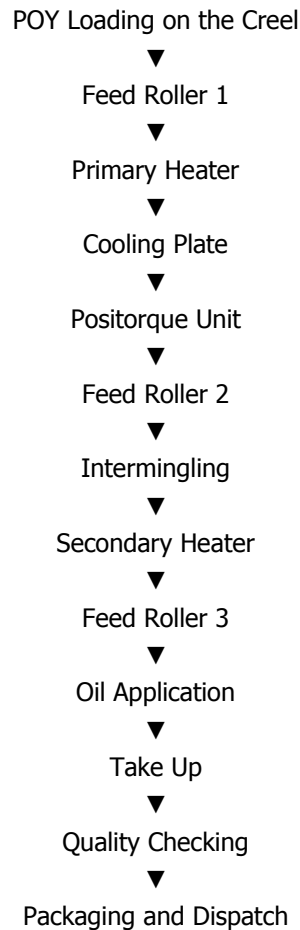 POY Loading on the Creel
▼
Feed Roller 1
▼
Primary Heater
▼
Cooling Plate
▼
Positorque Unit
▼
Feed Roller 2
▼
Intermingling
▼
Secondary Heater
▼
Feed Roller 3
▼
Oil Application
▼
Take Up
▼
Quality Checking
▼
Packaging and Dispatch